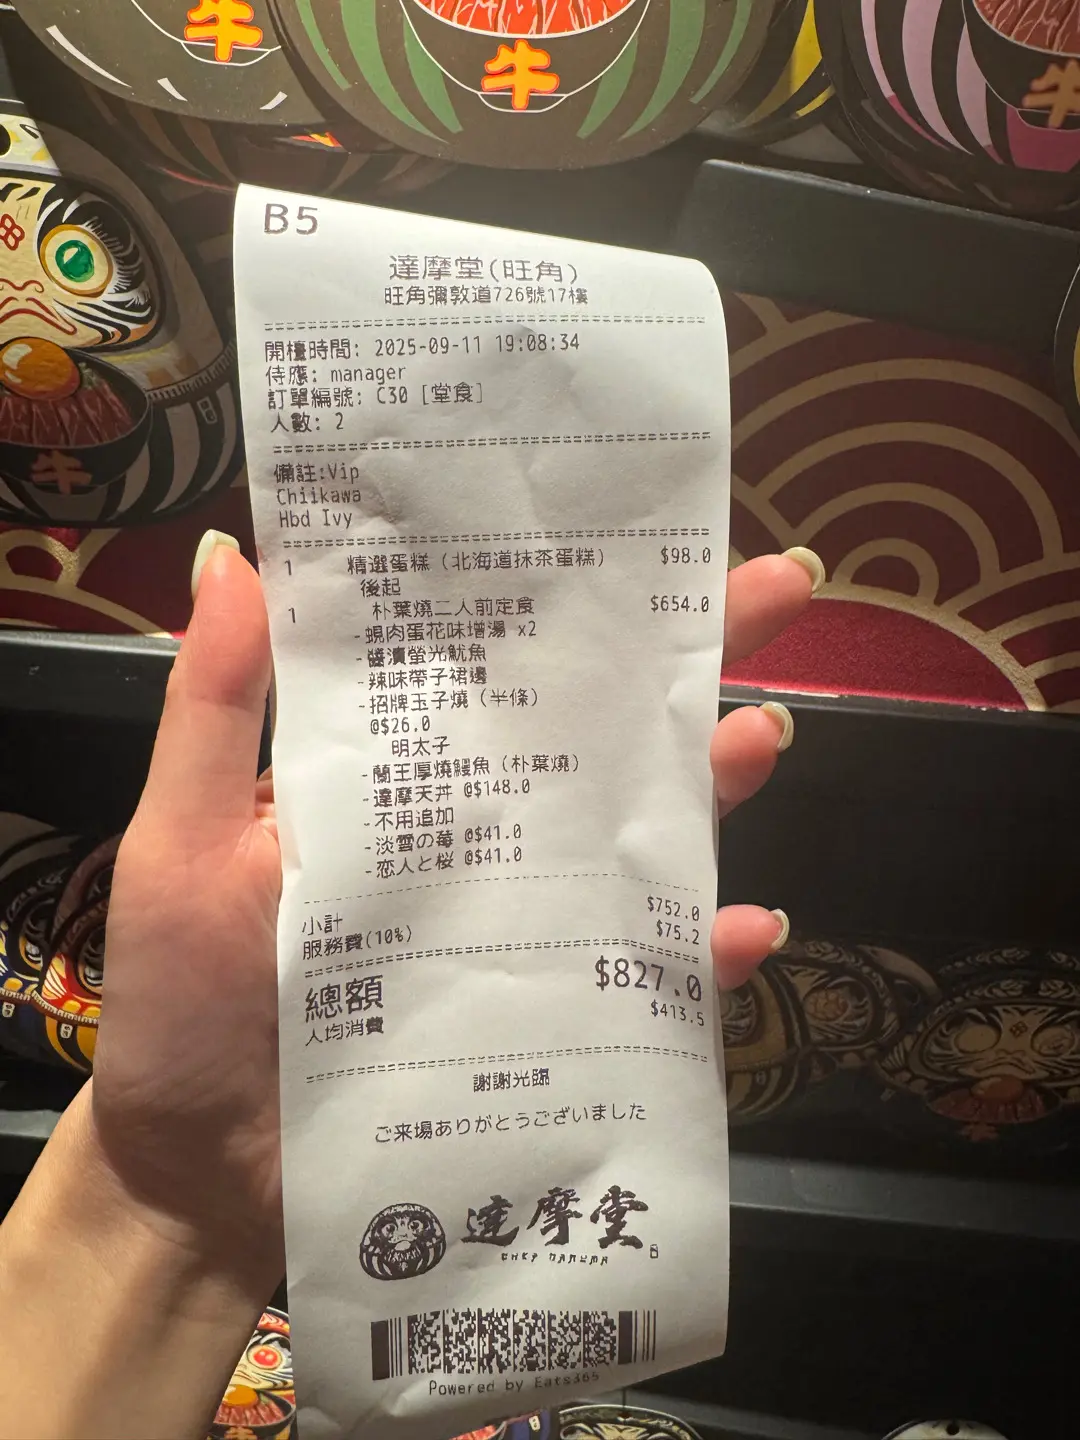 牛
牛
牛
牛
B5
達摩堂(旺角)
旺角彌敦道726號17樓
開檯時間: 2025-09-11 19:08:34
侍應: manager
訂單編號: C30 [堂食]
人數: 2
備註:Vip
Chiikawa
Hbd Ivy
1 精選蛋糕 (北海道抹茶蛋糕) $98.0
後起
1 朴葉燒二人前定食 $654.0
-蜆肉蛋花味增湯 x2
-醬漬螢光魷魚
-辣味帶子裙邊
-招牌玉子燒 (半條)
@$26.0
明太子
-蘭王厚燒鰻魚 (朴葉燒)
-達摩天丼 @$148.0
-不用追加
-淡雪の莓 @$41.0
-恋人と桜 @$41.0
小計 $752.0
服務費(10%) $75.2
總額 $827.0
人均消費 $413.5
謝謝光臨
ご来場ありがとうございました
達摩堂
CHEF DARUMA
Powered by Eats365